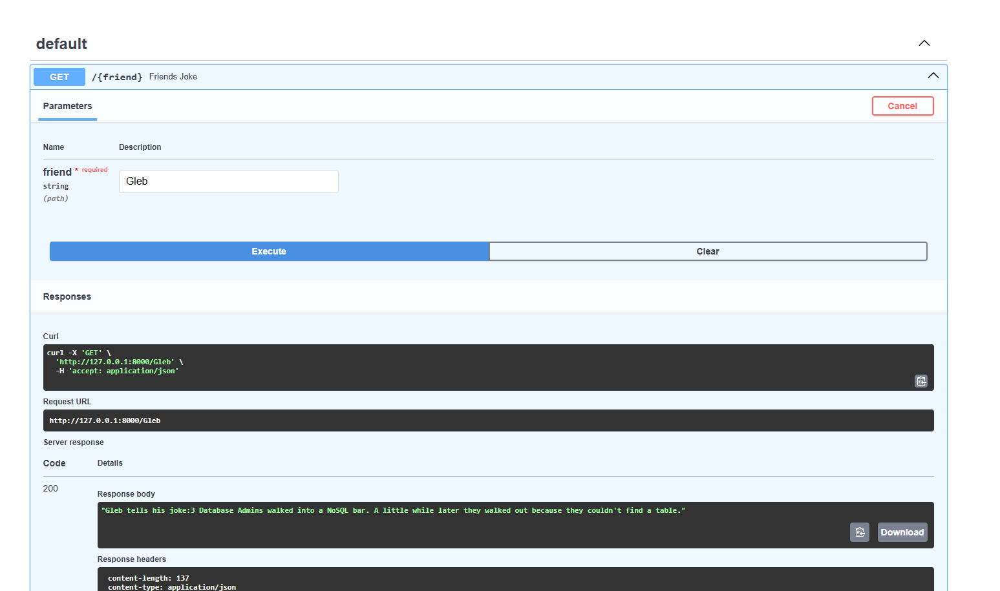 default
GET /{friend} Friends Joke
Parameters
Cancel
Name Description
friend * required
string
(path)
Gleb
Execute Clear
Responses
Curl
curl -X 'GET' \
'http://127.0.0.1:8000/Gleb' \
-H 'accept: application/json'
Request URL
http://127.0.0.1:8000/Gleb
Server response
Code Details
200
Response body
"Gleb tells his joke:3 Database Admins walked into a NoSQL bar. A little while later they walked out because they couldn't find a table."
Download
Response headers
content-length: 137
content-type: application/json